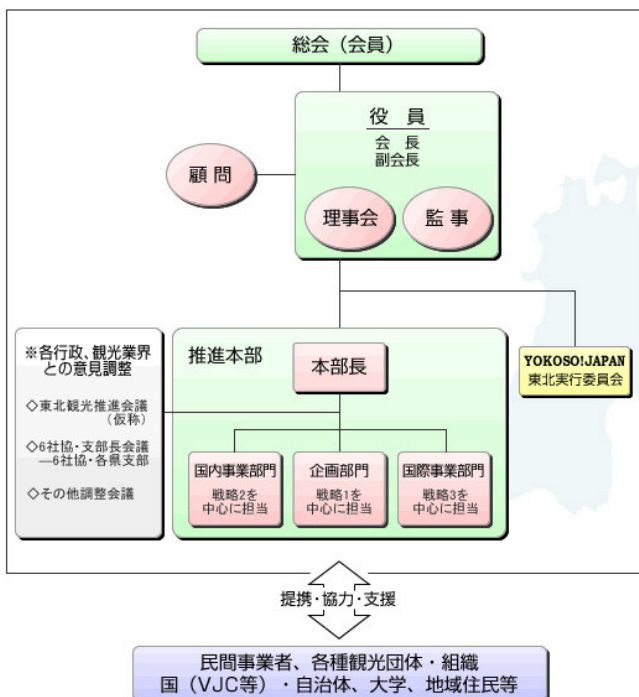 総会（会員）
役　員
会　長
副会長
顧 問
理事会
監 事
※各行政、観光業界
との意見調整
◇東北観光推進会議
（仮称）
◇6社協・支部長会議
―6社協・各県支部
◇その他調整会議
推進本部
本部長
国内事業部門
戦略2を
中心に担当
企画部門
戦略1を
中心に担当
国際事業部門
戦略3を
中心に担当
YOKOSO!JAPAN
東北実行委員会
提携・協力・支援
民間事業者、各種観光団体・組織
国（VJC等）・自治体、大学、地域住民等